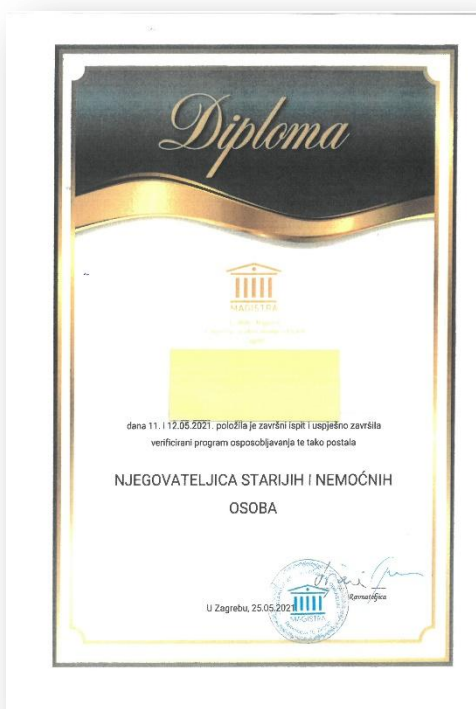 Diploma
MAGISTRA
dana 11. i 12.05.2021. položila je završni ispit i uspješno završila
verificirani program osposobljavanja te tako postala
NJEGOVATELJICA STARIJIH I NEMOĆNIH
OSOBA
Ravnateljica
U Zagrebu, 25.05.2021
MAGISTRA